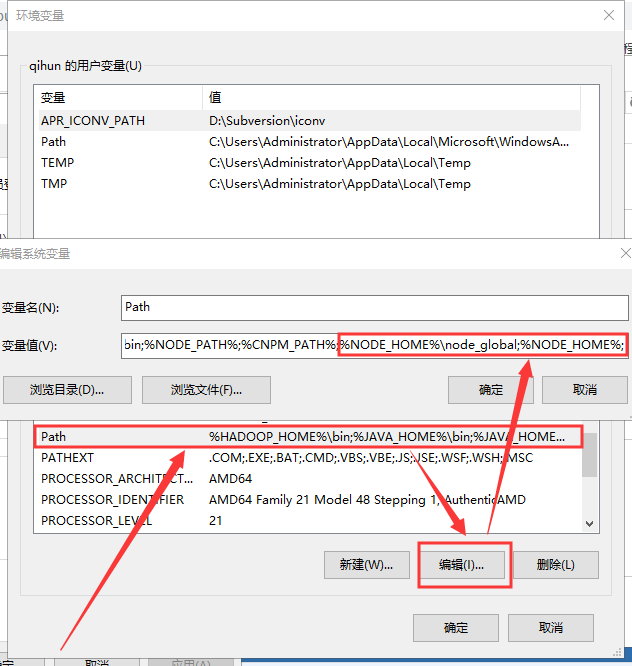 环境变量
qihun 的用户变量(U)
变量 值
APR_ICONV_PATH D:\Subversion\iconv
Path C:\Users\Administrator\AppData\Local\Microsoft\WindowsA...
TEMP C:\Users\Administrator\AppData\Local\Temp
TMP C:\Users\Administrator\AppData\Local\Temp
编辑系统变量
变量名(N): Path
变量值(V): bin;%NODE_PATH%;%CNPM_PATH%;%NODE_HOME%\node_global;%NODE_HOME%;
浏览目录(D)... 浏览文件(F)... 确定 取消
Path %HADOOP_HOME%\bin;%JAVA_HOME%\bin;%JAVA_HOME...
PATHEXT .COM;.EXE;.BAT;.CMD;.VBS;.VBE;.JS;.JSE;.WSF;.WSH;.MSC
PROCESSOR_ARCHITECT... AMD64
PROCESSOR_IDENTIFIER AMD64 Family 21 Model 48 Stepping 1, AuthenticAMD
PROCESSOR_LEVEL 21
新建(W)... 编辑(I)... 删除(L)
确定 取消
取消 应用(A)